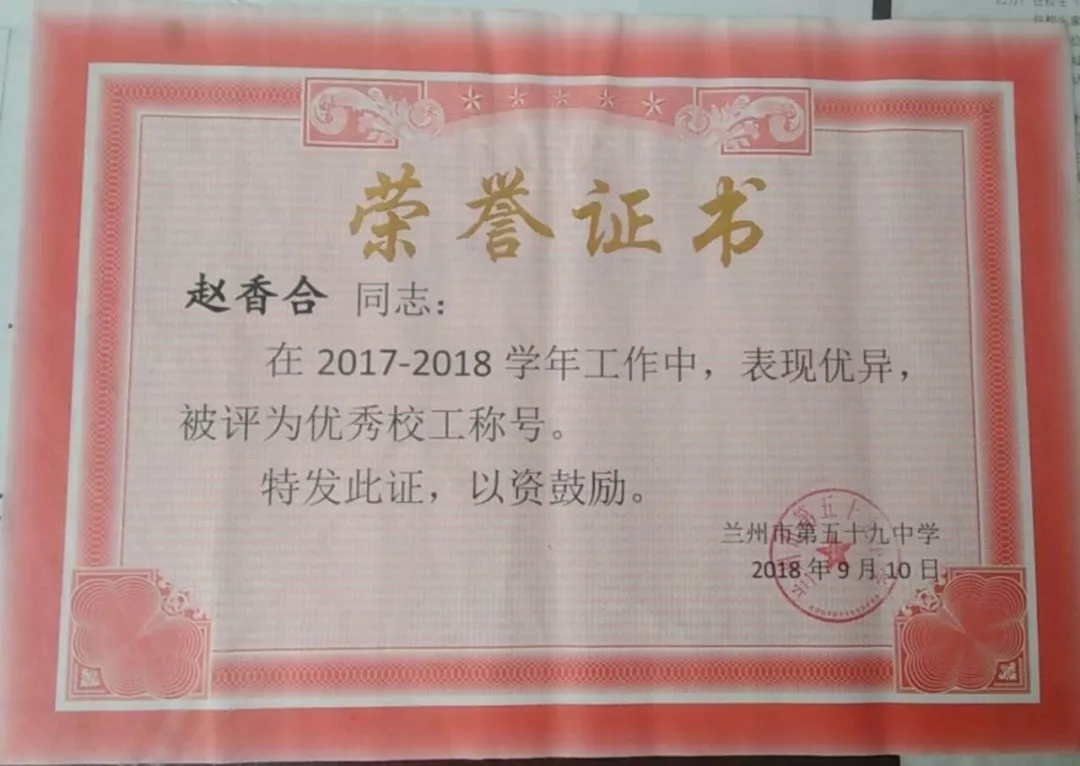 荣誉证书
赵香合 同志：
在 2017-2018 学年工作中，表现优异，
被评为优秀校工称号。
特发此证，以资鼓励。
兰州市第五十九中学
2018 年 9 月 10 日